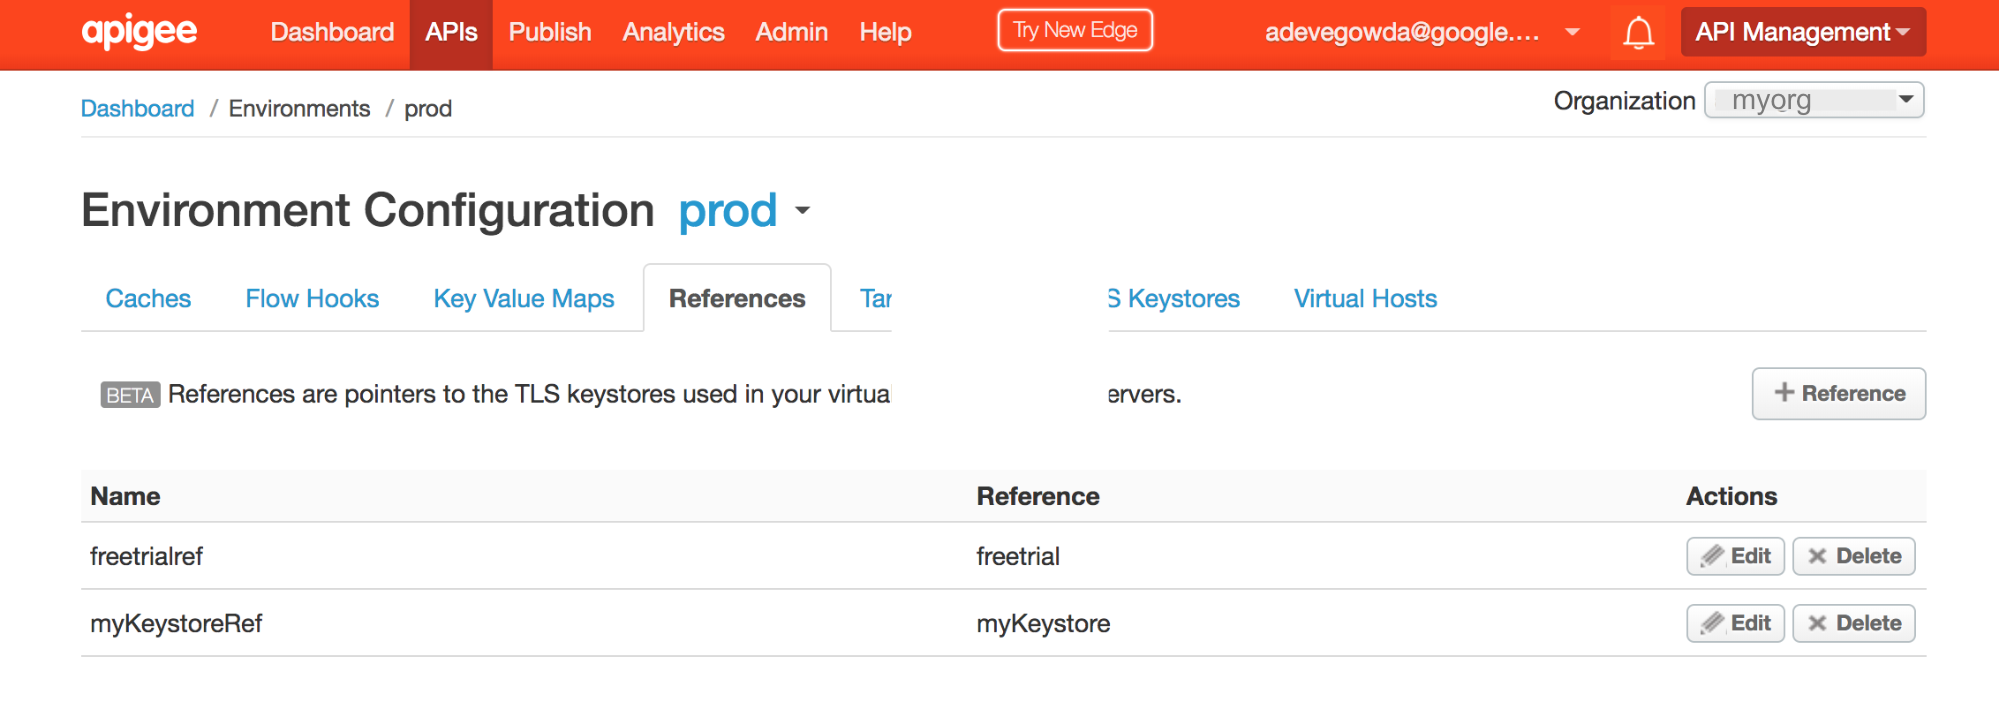 apigee Dashboard APIs Publish Analytics Admin Help Try New Edge adevegowda@google.... API Management
Dashboard / Environments / prod Organization myorg
Environment Configuration prod
Caches Flow Hooks Key Value Maps References Tar S Keystores Virtual Hosts
BETA References are pointers to the TLS keystores used in your virtual ervers. + Reference
Name Reference Actions
freetrialref freetrial Edit Delete
myKeystoreRef myKeystore Edit Delete